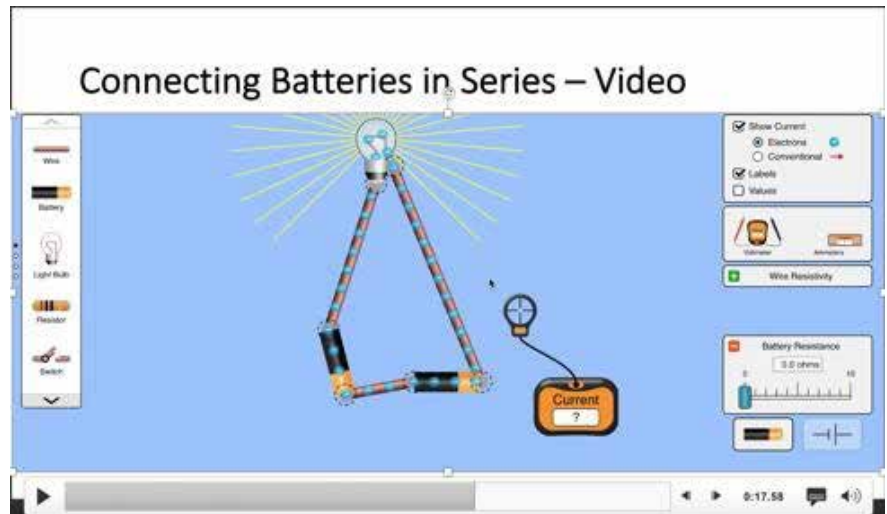 Connecting Batteries in Series – Video
Wire
Battery
Light Bulb
Resistor
Switch
Show Current
Electrons
Conventional
Labels
Values
Voltmeter
Ammeters
Wire Resistivity
Battery Resistance
0.0 ohms
0
10
Current
?
0:17.58